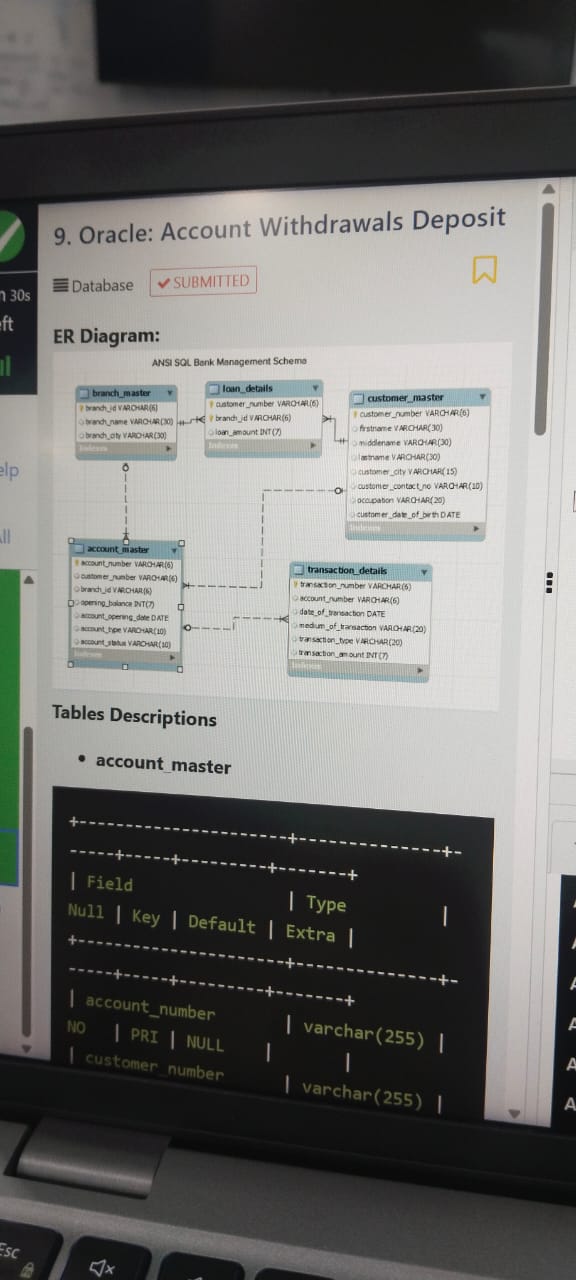 9. Oracle: Account Withdrawals Deposit
30s
Database
SUBMITTED
ER Diagram:
ANSI SQL Bank Management Schema
branch_master
branch_id VARCHAR(6)
branch_name VARCHAR(30)
branch_city VARCHAR(30)
Indexes
loan_details
customer_number VARCHAR(6)
branch_id VARCHAR(6)
loan_amount INT(7)
Indexes
customer_master
customer_number VARCHAR(6)
firstname VARCHAR(30)
middlename VARCHAR(30)
lastname VARCHAR(30)
customer_city VARCHAR(15)
customer_contact_no VARCHAR(10)
occupation VARCHAR(20)
customer_date_of_birth DATE
Indexes
account_master
account_number VARCHAR(6)
customer_number VARCHAR(6)
branch_id VARCHAR(6)
opening_balance INT(7)
account_opening_date DATE
account_type VARCHAR(10)
account_status VARCHAR(10)
Indexes
transaction_details
transaction_number VARCHAR(6)
account_number VARCHAR(6)
date_of_transaction DATE
medium_of_transaction VARCHAR(20)
transaction_type VARCHAR(20)
transaction_amount INT(7)
Indexes
Tables Descriptions
• account_master
+----------------------+---------------+-
-----+-----+---------+-------+
| Field | Type |
Null | Key | Default | Extra |
+----------------------+---------------+-
-----+-----+---------+-------+
| account_number | varchar(255) |
NO | PRI | NULL | |
| customer_number | varchar(255) |
Esc